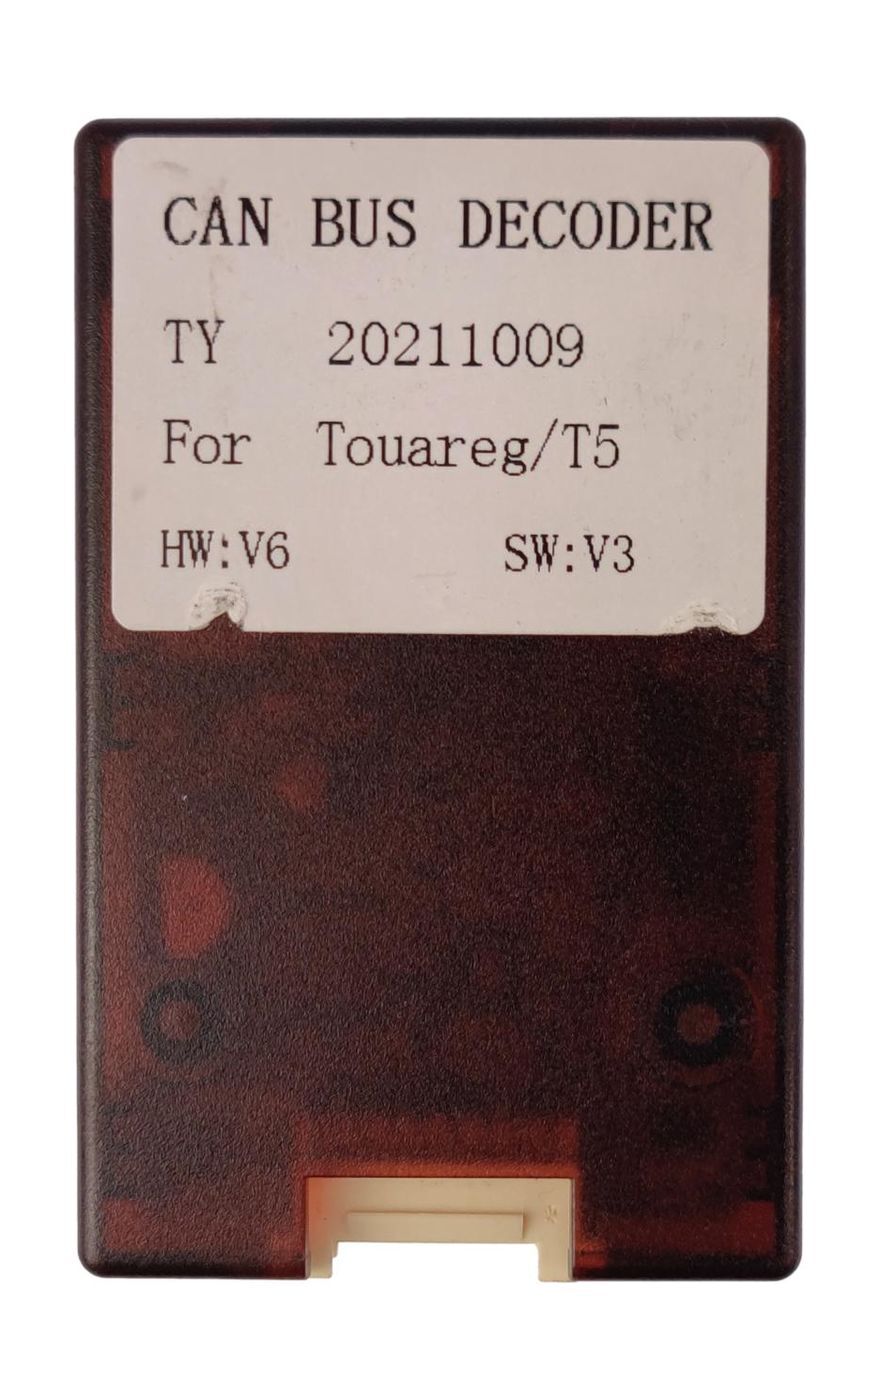 CAN BUS DECODER
TY 20211009
For Touareg/T5
HW:V6 SW:V3